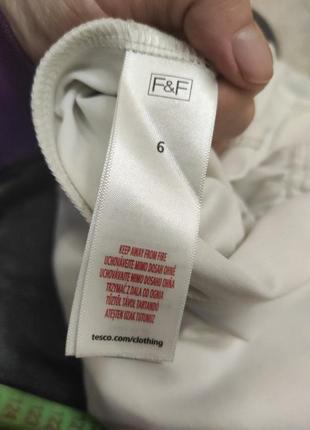 F&F
6
KEEP AWAY FROM FIRE
UCHOVÁVEJTE MIMO DOSAH OHNĚ
UCHOVÁVAJTE MIMO DOSAHU OHŇA
TRZYMAĆ Z DALA OD OGNIA
TŰZTŐL TÁVOL TARTANDÓ
ATEŞTEN UZAK TUTUNUZ
tesco.com/clothing